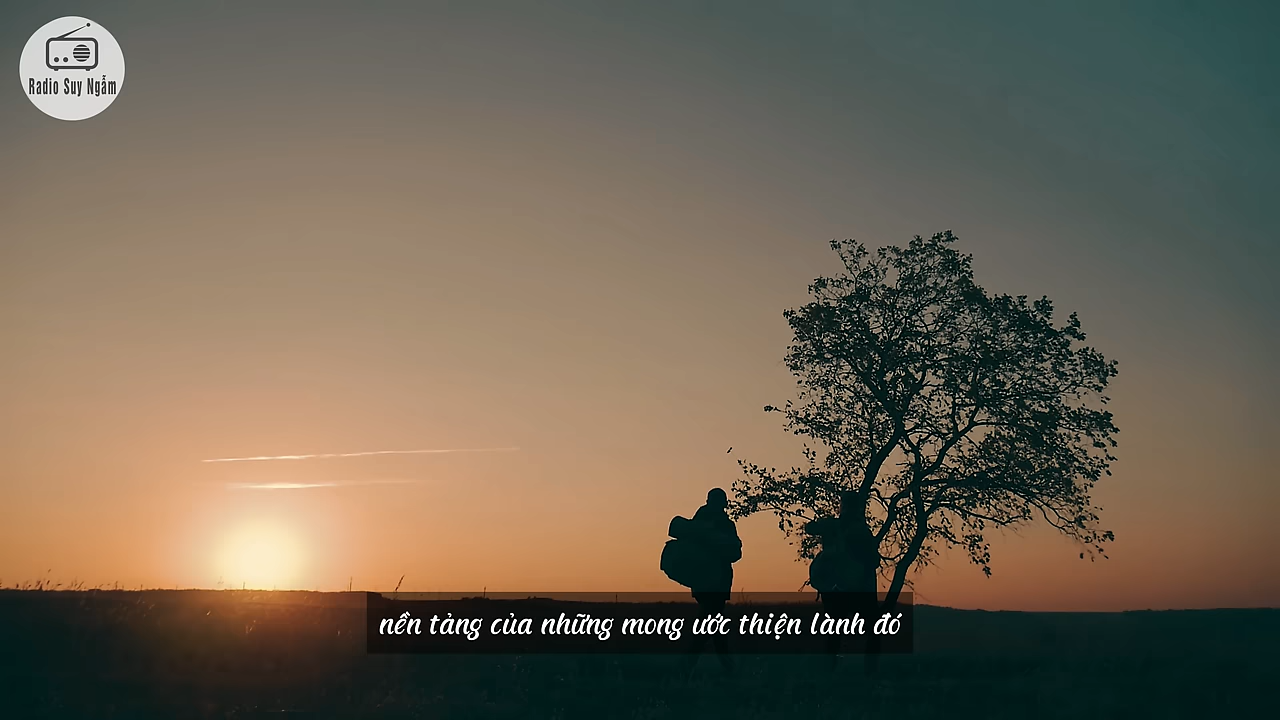 Radio Suy Ngẫm
nền tảng của những mong ước thiện lành đó